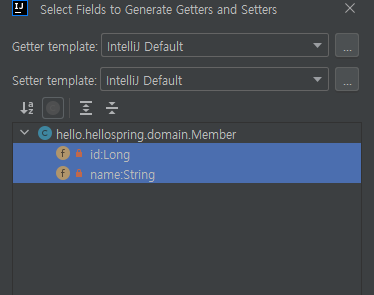 IJ
Select Fields to Generate Getters and Setters
Getter template: IntelliJ Default ...
Setter template: IntelliJ Default ...
a
z
C hello.hellospring.domain.Member
f id:Long
f name:String